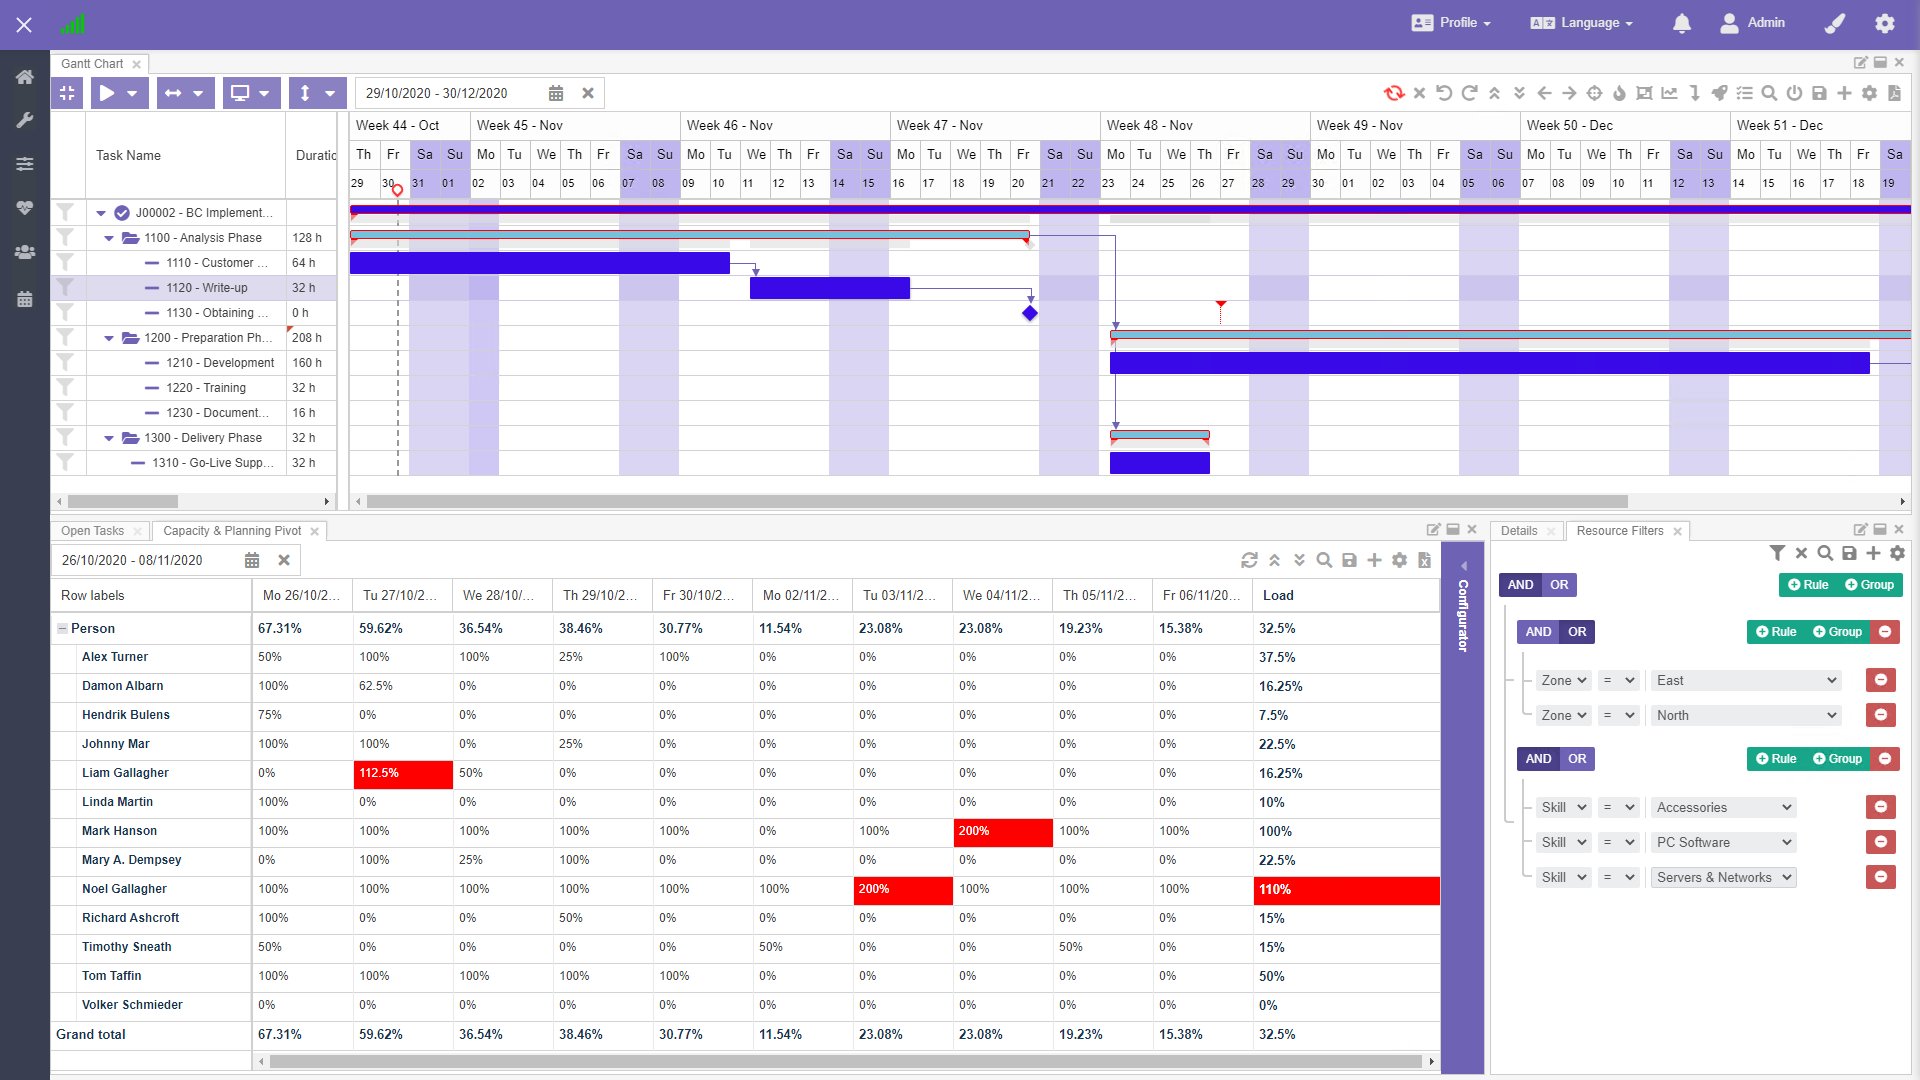 Profile Language Admin
Gantt Chart
29/10/2020 - 30/12/2020
Task Name Duratio
Week 44 - Oct Week 45 - Nov Week 46 - Nov Week 47 - Nov Week 48 - Nov Week 49 - Nov Week 50 - Dec Week 51 - Dec
Th Fr Sa Su Mo Tu We Th Fr Sa Su Mo Tu We Th Fr Sa Su Mo Tu We Th Fr Sa Su Mo Tu We Th Fr Sa Su Mo Tu We Th Fr Sa Su Mo Tu We Th Fr Sa Su Mo Tu We Th Fr Sa
29 30 31 01 02 03 04 05 06 07 08 09 10 11 12 13 14 15 16 17 18 19 20 21 22 23 24 25 26 27 28 29 30 01 02 03 04 05 06 07 08 09 10 11 12 13 14 15 16 17 18 19
J00002 - BC Implement...
1100 - Analysis Phase 128 h
1110 - Customer ... 64 h
1120 - Write-up 32 h
1130 - Obtaining ... 0 h
1200 - Preparation Ph... 208 h
1210 - Development 160 h
1220 - Training 32 h
1230 - Document... 16 h
1300 - Delivery Phase 32 h
1310 - Go-Live Supp... 32 h
Open Tasks Capacity & Planning Pivot
26/10/2020 - 08/11/2020
Row labels Mo 26/10/2... Tu 27/10/2... We 28/10/... Th 29/10/2... Fr 30/10/2... Mo 02/11/2... Tu 03/11/2... We 04/11/2... Th 05/11/2... Fr 06/11/20... Load
Person 67.31% 59.62% 36.54% 38.46% 30.77% 11.54% 23.08% 23.08% 19.23% 15.38% 32.5%
Alex Turner 50% 100% 100% 25% 100% 0% 0% 0% 0% 0% 37.5%
Damon Albarn 100% 62.5% 0% 0% 0% 0% 0% 0% 0% 0% 16.25%
Hendrik Bulens 75% 0% 0% 0% 0% 0% 0% 0% 0% 0% 7.5%
Johnny Mar 100% 100% 0% 25% 0% 0% 0% 0% 0% 0% 22.5%
Liam Gallagher 0% 112.5% 50% 0% 0% 0% 0% 0% 0% 0% 16.25%
Linda Martin 100% 0% 0% 0% 0% 0% 0% 0% 0% 0% 10%
Mark Hanson 100% 100% 100% 100% 100% 0% 100% 200% 100% 100% 100%
Mary A. Dempsey 0% 100% 25% 100% 0% 0% 0% 0% 0% 0% 22.5%
Noel Gallagher 100% 100% 100% 100% 100% 100% 200% 100% 100% 100% 110%
Richard Ashcroft 100% 0% 0% 50% 0% 0% 0% 0% 0% 0% 15%
Timothy Sneath 50% 0% 0% 0% 0% 50% 0% 0% 50% 0% 15%
Tom Taffin 100% 100% 100% 100% 100% 0% 0% 0% 0% 0% 50%
Volker Schmieder 0% 0% 0% 0% 0% 0% 0% 0% 0% 0% 0%
Grand total 67.31% 59.62% 36.54% 38.46% 30.77% 11.54% 23.08% 23.08% 19.23% 15.38% 32.5%
Configurator
Details Resource Filters
AND OR Rule Group
AND OR Rule Group
Zone = East
Zone = North
AND OR Rule Group
Skill = Accessories
Skill = PC Software
Skill = Servers & Networks